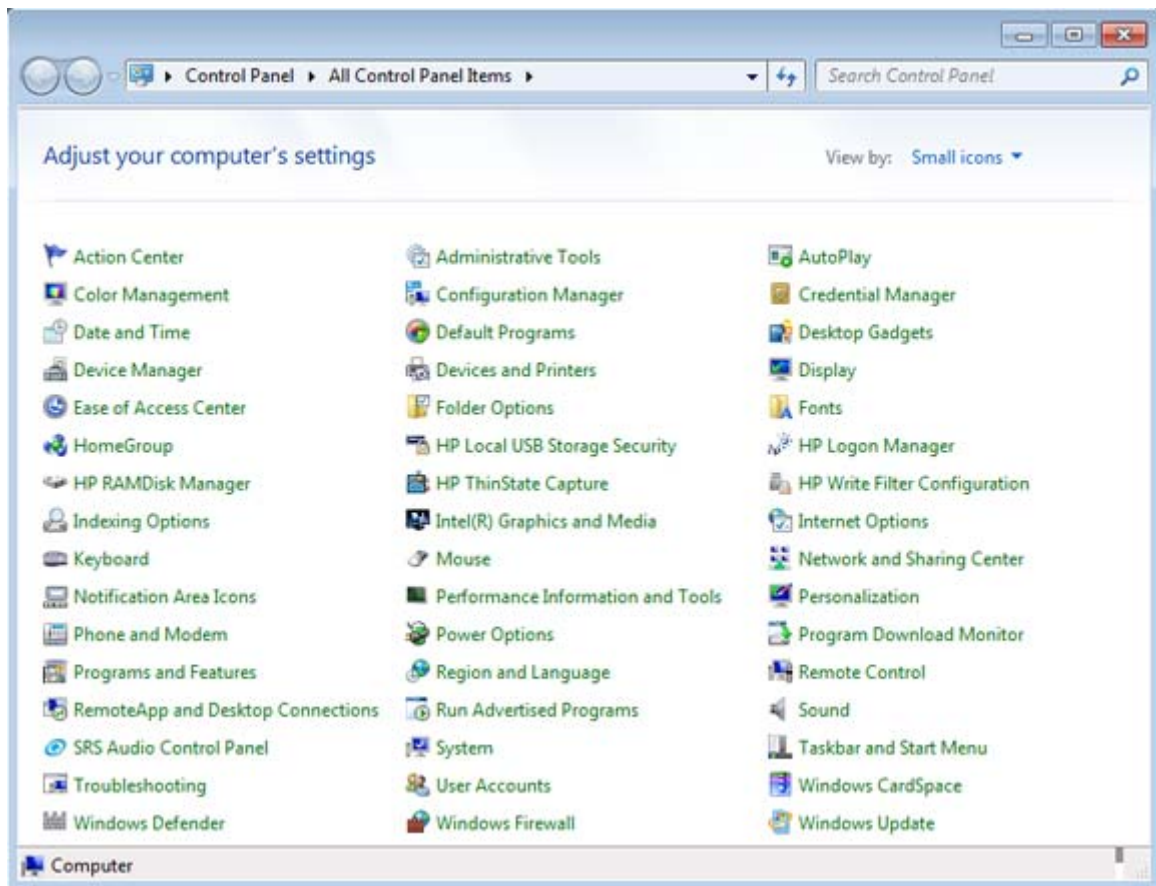 Control Panel All Control Panel Items Search Control Panel
Adjust your computer's settings View by: Small icons
Action Center Administrative Tools AutoPlay
Color Management Configuration Manager Credential Manager
Date and Time Default Programs Desktop Gadgets
Device Manager Devices and Printers Display
Ease of Access Center Folder Options Fonts
HomeGroup HP Local USB Storage Security HP Logon Manager
HP RAMDisk Manager HP ThinState Capture HP Write Filter Configuration
Indexing Options Intel(R) Graphics and Media Internet Options
Keyboard Mouse Network and Sharing Center
Notification Area Icons Performance Information and Tools Personalization
Phone and Modem Power Options Program Download Monitor
Programs and Features Region and Language Remote Control
RemoteApp and Desktop Connections Run Advertised Programs Sound
SRS Audio Control Panel System Taskbar and Start Menu
Troubleshooting User Accounts Windows CardSpace
Windows Defender Windows Firewall Windows Update
Computer